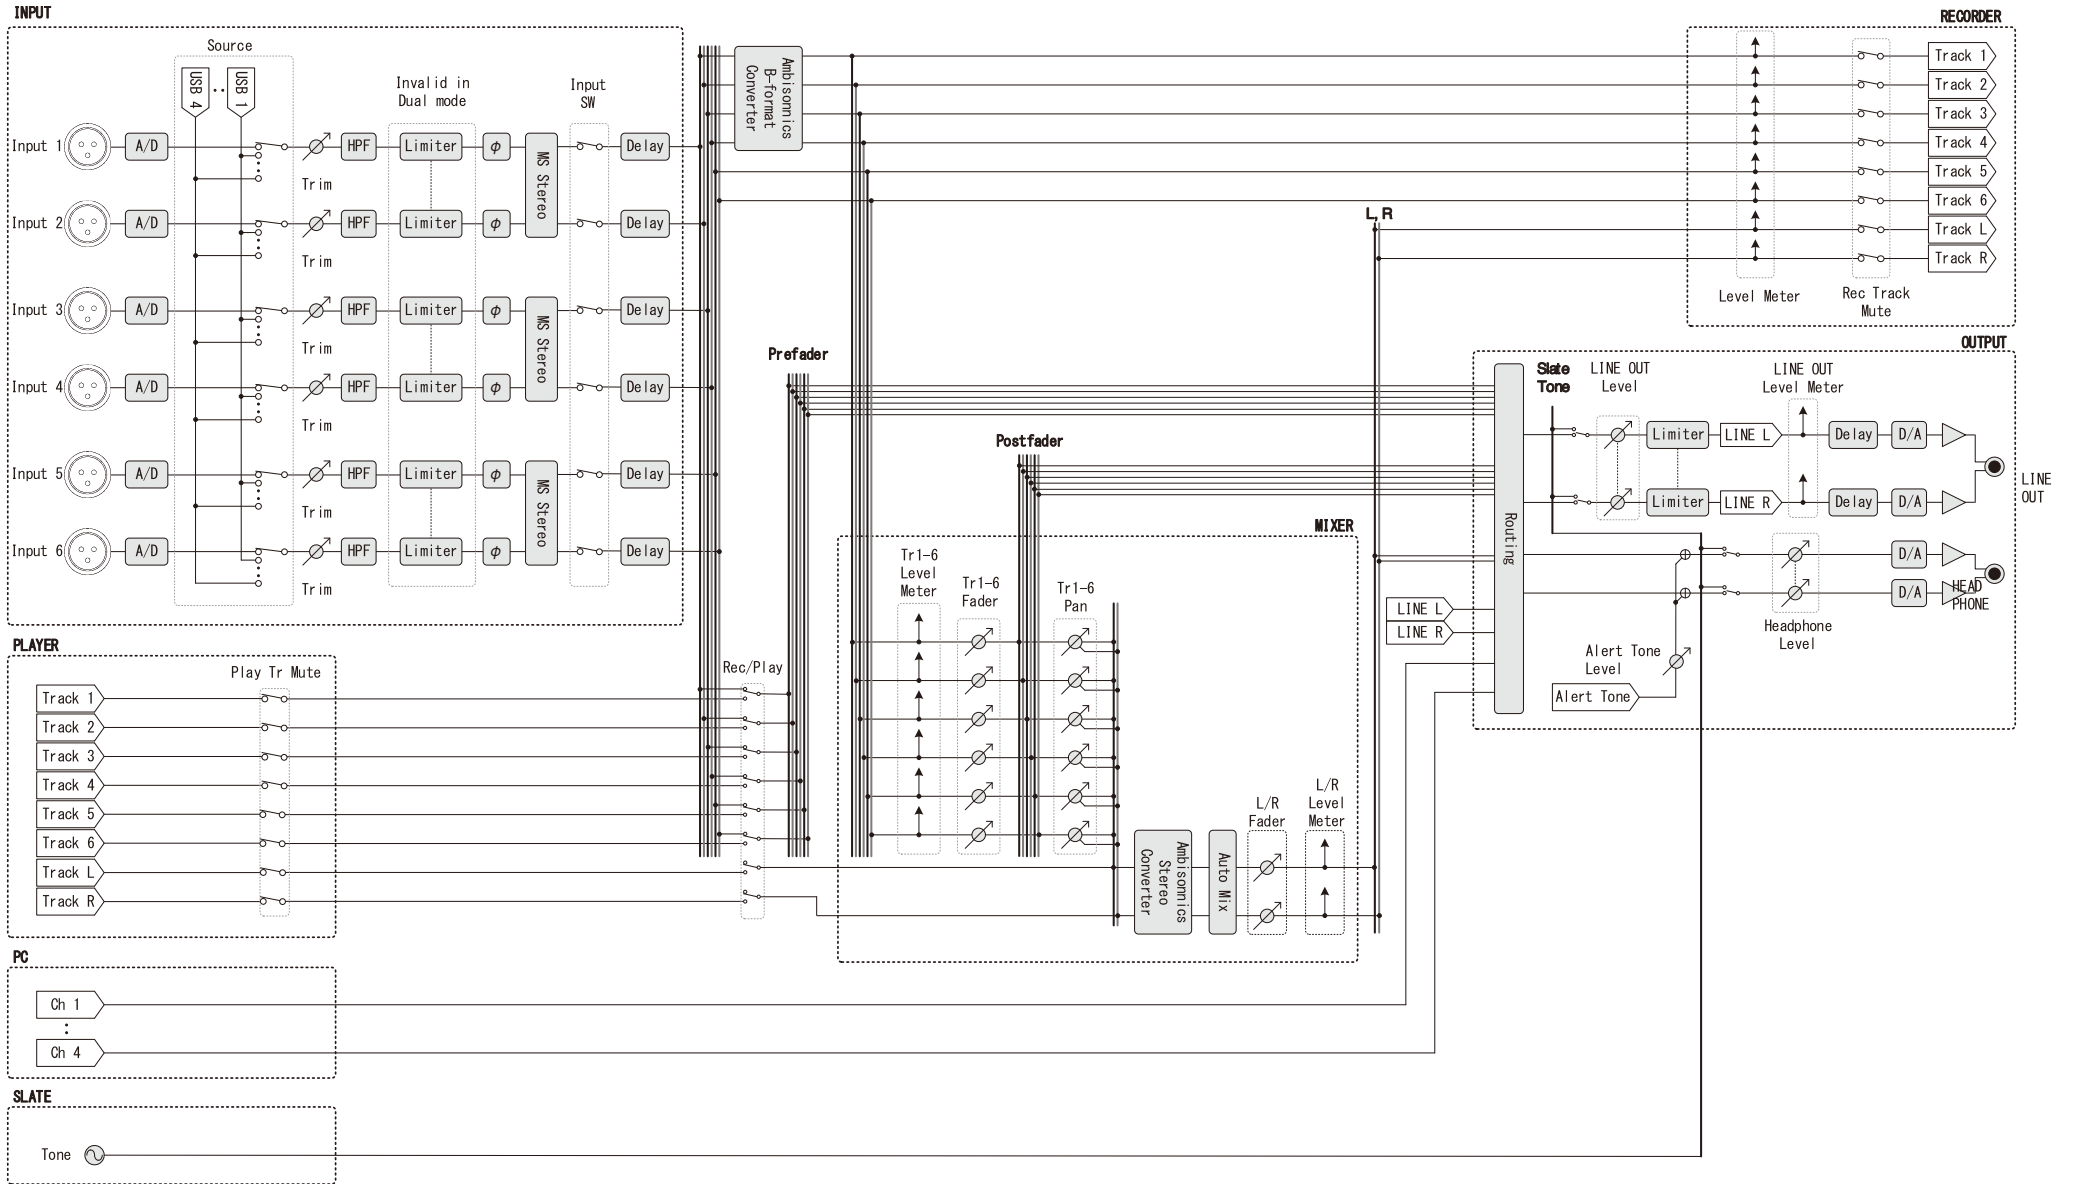 INPUT
Source
USB 4
USB 1
Invalid in
Dual mode
Input
SW
Input 1
A/D
Trim
HPF
Limiter
φ
MS Stereo
Delay
Input 2
A/D
Trim
HPF
Limiter
φ
Delay
Input 3
A/D
Trim
HPF
Limiter
φ
MS Stereo
Delay
Input 4
A/D
Trim
HPF
Limiter
φ
Delay
Input 5
A/D
Trim
HPF
Limiter
φ
MS Stereo
Delay
Input 6
A/D
Trim
HPF
Limiter
φ
Delay
Ambisonnics
B-format
Converter
RECORDER
Track 1
Track 2
Track 3
Track 4
Track 5
Track 6
Track L
Track R
Level Meter
Rec Track
Mute
L,R
Prefader
Postfader
OUTPUT
Slate
Tone
LINE OUT
Level
LINE OUT
Level Meter
Routing
Limiter
LINE L
Delay
D/A
Limiter
LINE R
Delay
D/A
LINE
OUT
D/A
D/A
HEAD
PHONE
LINE L
LINE R
Headphone
Level
Alert Tone
Level
Alert Tone
MIXER
Tr1-6
Level
Meter
Tr1-6
Fader
Tr1-6
Pan
Ambisonnics
Stereo
Converter
Auto Mix
L/R
Fader
L/R
Level
Meter
PLAYER
Play Tr Mute
Rec/Play
Track 1
Track 2
Track 3
Track 4
Track 5
Track 6
Track L
Track R
PC
Ch 1
Ch 4
SLATE
Tone